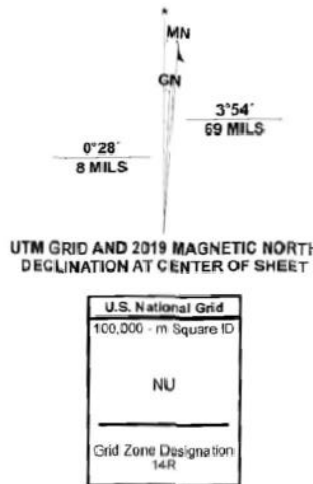 MN
GN
3°54´
69 MILS
0°28´
8 MILS
UTM GRID AND 2019 MAGNETIC NORTH
DECLINATION AT CENTER OF SHEET
U.S. National Grid
100,000 - m Square ID
NU
Grid Zone Designation
14R